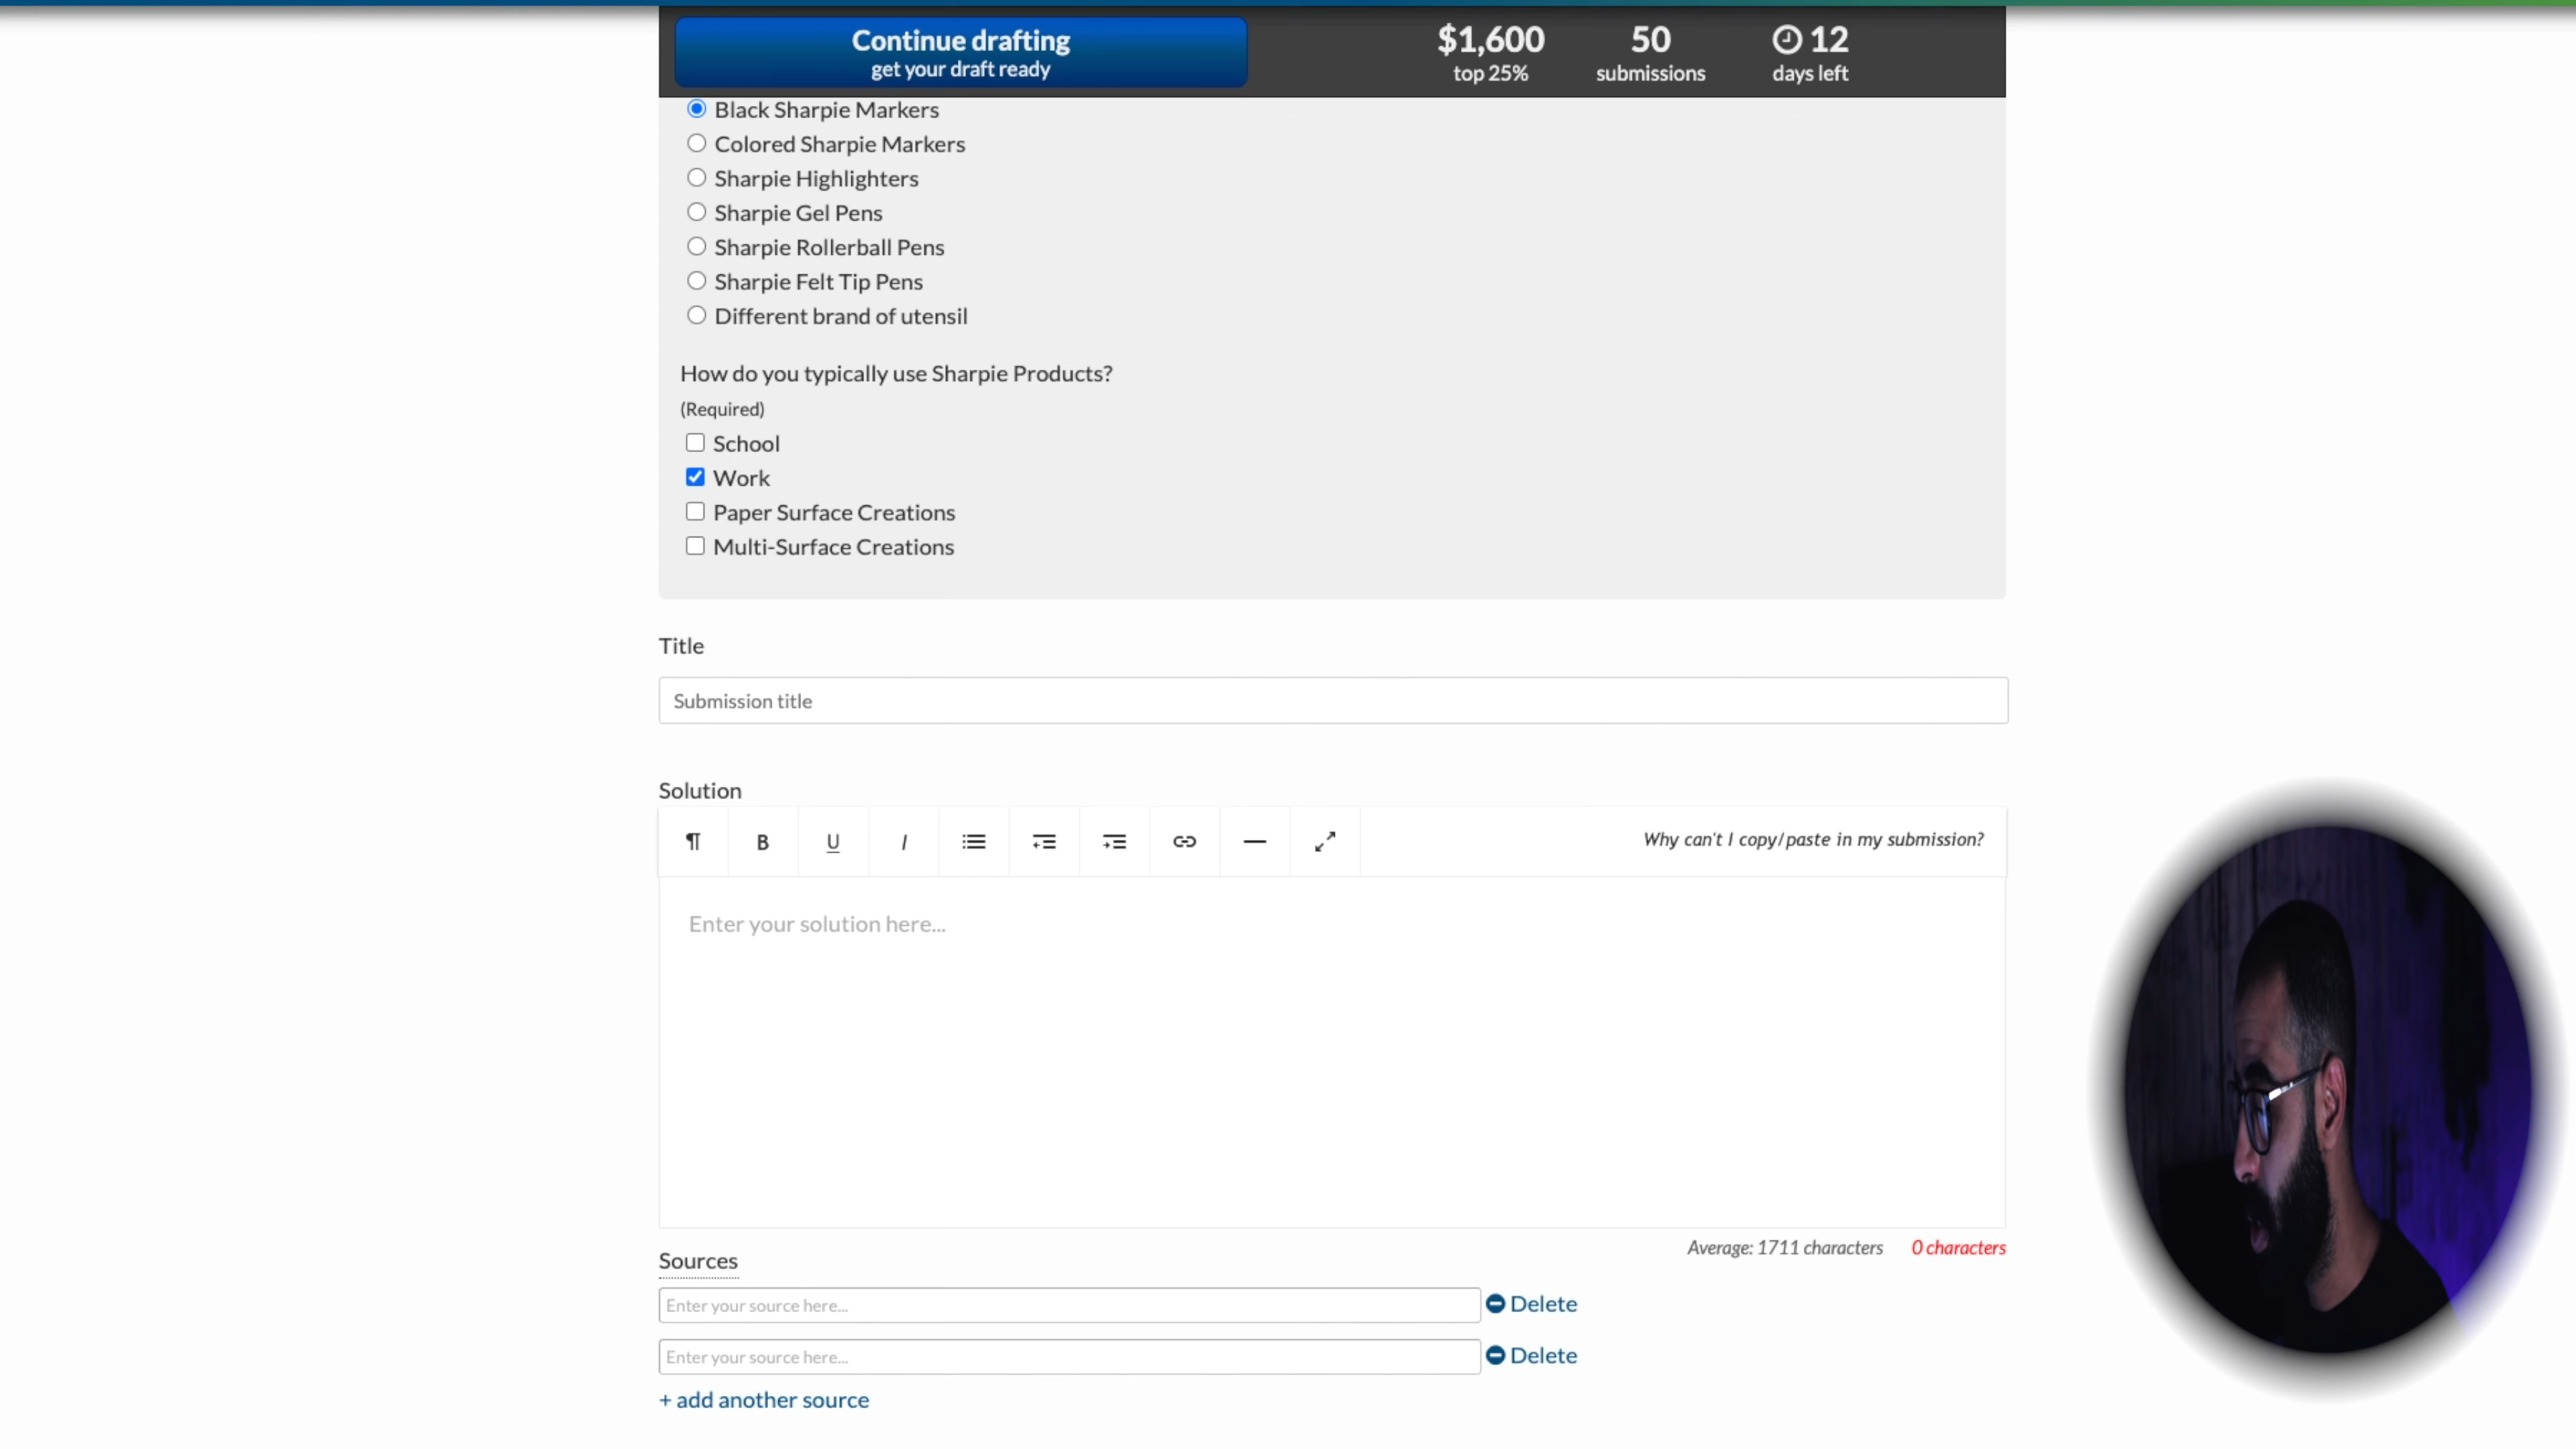 Continue drafting
get your draft ready
$1,600
top 25%
50
submissions
12
days left
Black Sharpie Markers
Colored Sharpie Markers
Sharpie Highlighters
Sharpie Gel Pens
Sharpie Rollerball Pens
Sharpie Felt Tip Pens
Different brand of utensil
How do you typically use Sharpie Products?
(Required)
School
Work
Paper Surface Creations
Multi-Surface Creations
Title
Submission title
Solution
¶ B U I
Why can't I copy/paste in my submission?
Enter your solution here...
Average: 1711 characters 0 characters
Sources
Enter your source here... Delete
Enter your source here... Delete
+ add another source